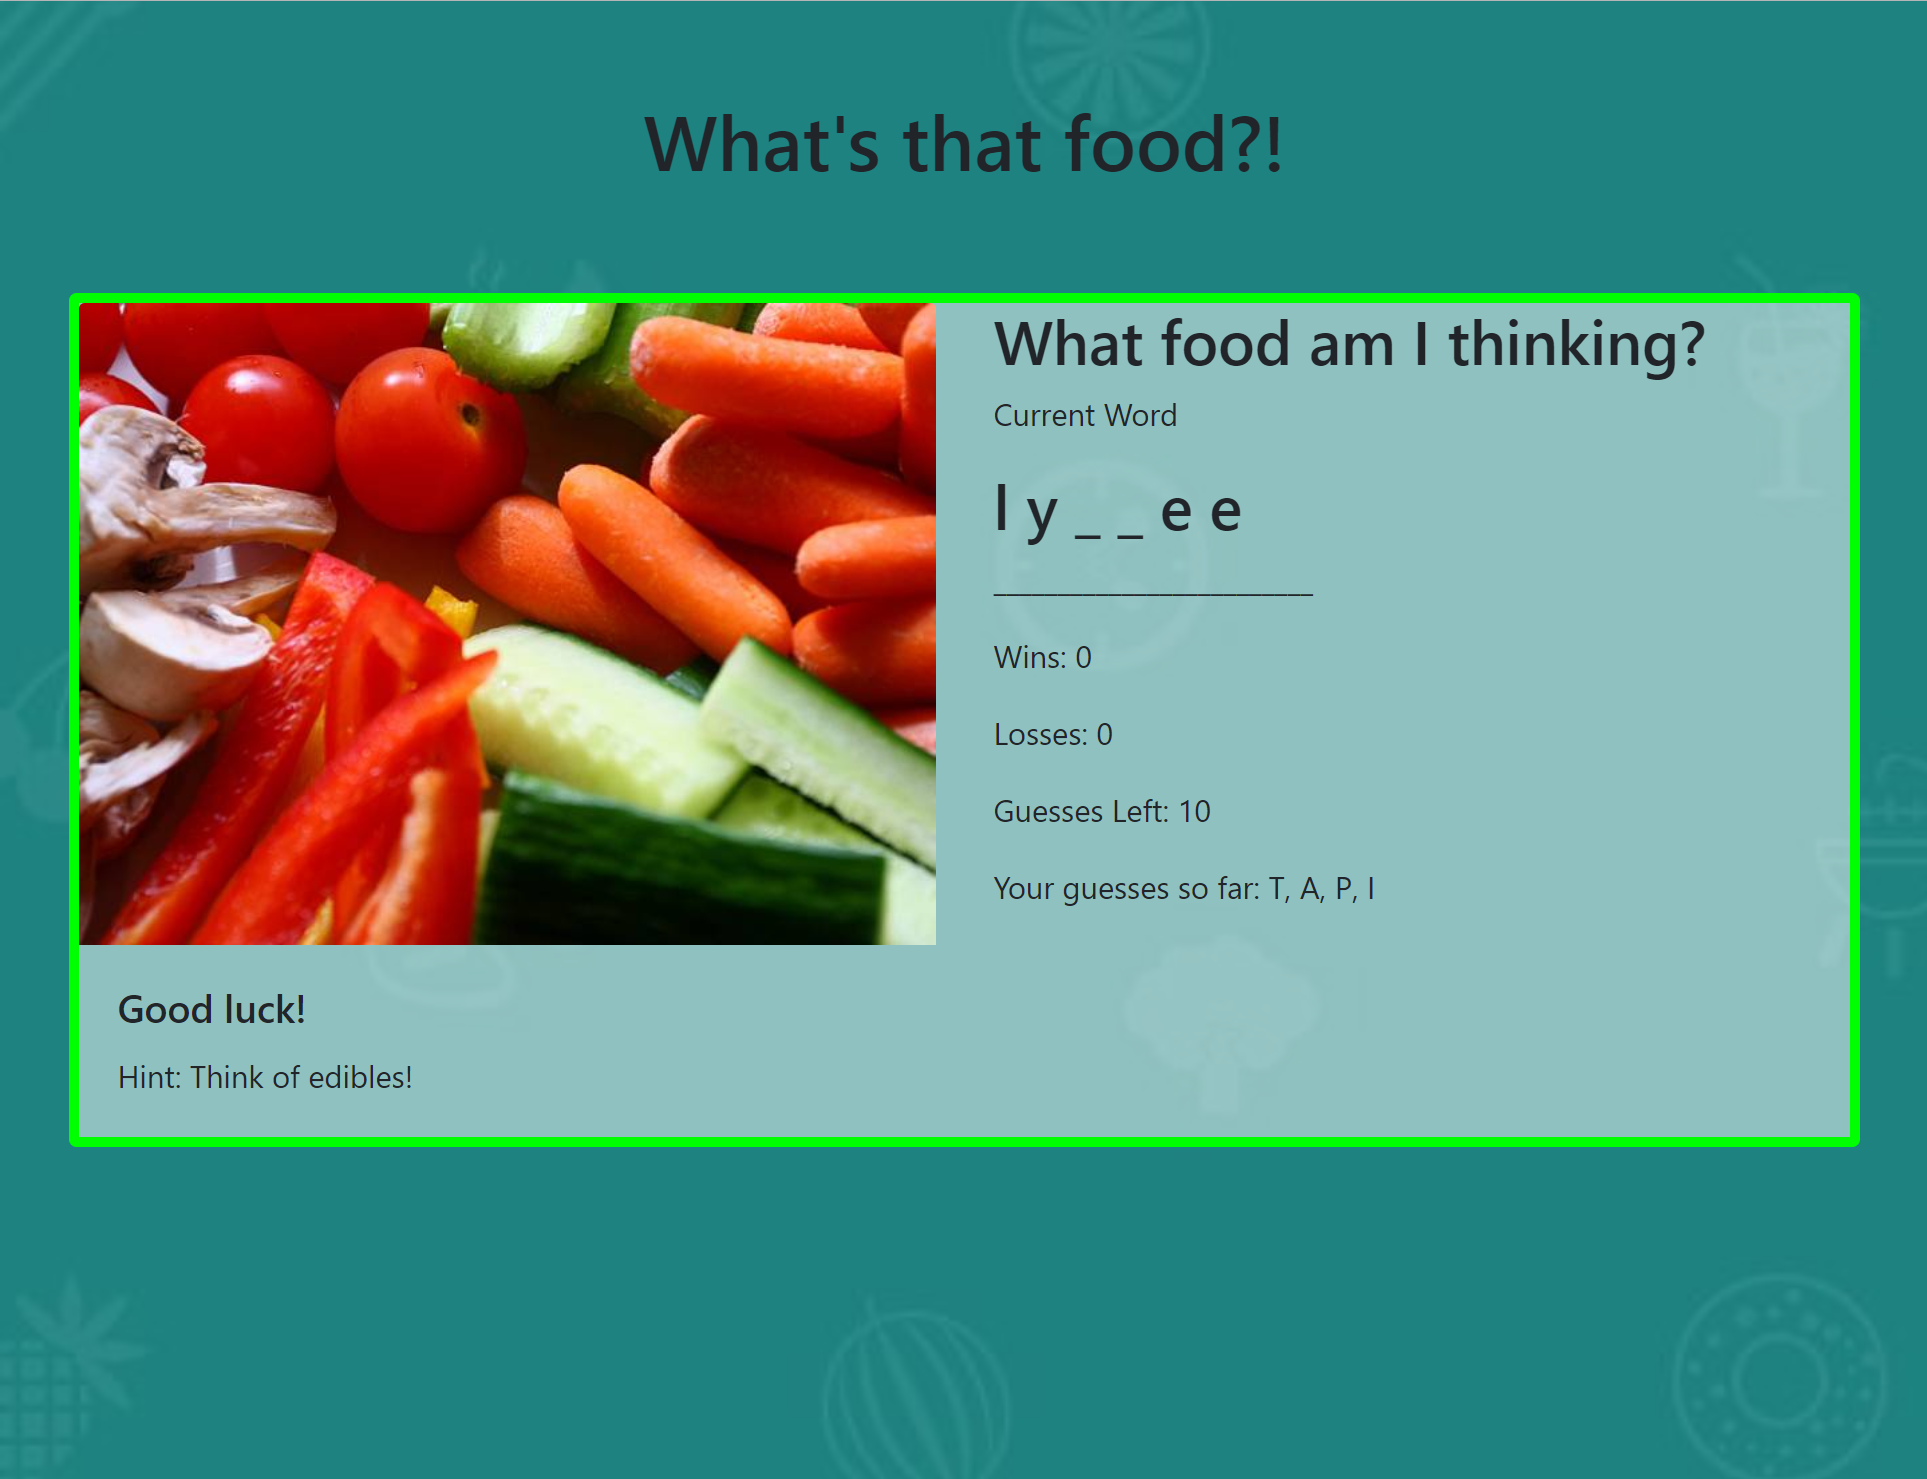 What's that food?!
What food am I thinking?
Current Word
l y _ _ e e
_______________________
Wins: 0
Losses: 0
Guesses Left: 10
Your guesses so far: T, A, P, I
Good luck!
Hint: Think of edibles!